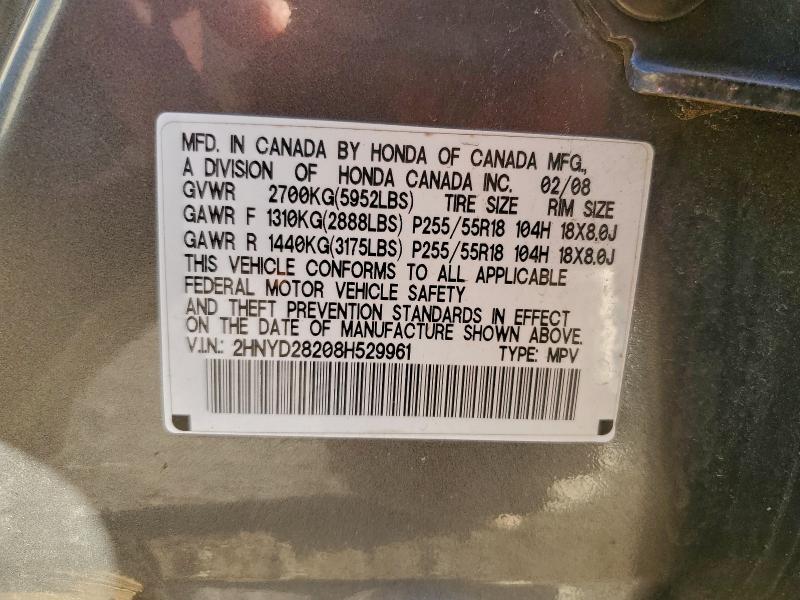 MFD. IN CANADA BY HONDA OF CANADA MFG.,
A DIVISION OF HONDA CANADA INC. 02/08
GVWR 2700KG(5952LBS) TIRE SIZE RIM SIZE
GAWR F 1310KG(2888LBS) P255/55R18 104H 18X8.0J
GAWR R 1440KG(3175LBS) P255/55R18 104H 18X8.0J
THIS VEHICLE CONFORMS TO ALL APPLICABLE
FEDERAL MOTOR VEHICLE SAFETY
AND THEFT PREVENTION STANDARDS IN EFFECT
ON THE DATE OF MANUFACTURE SHOWN ABOVE.
V.I.N.: 2HNYD28208H529961 TYPE: MPV